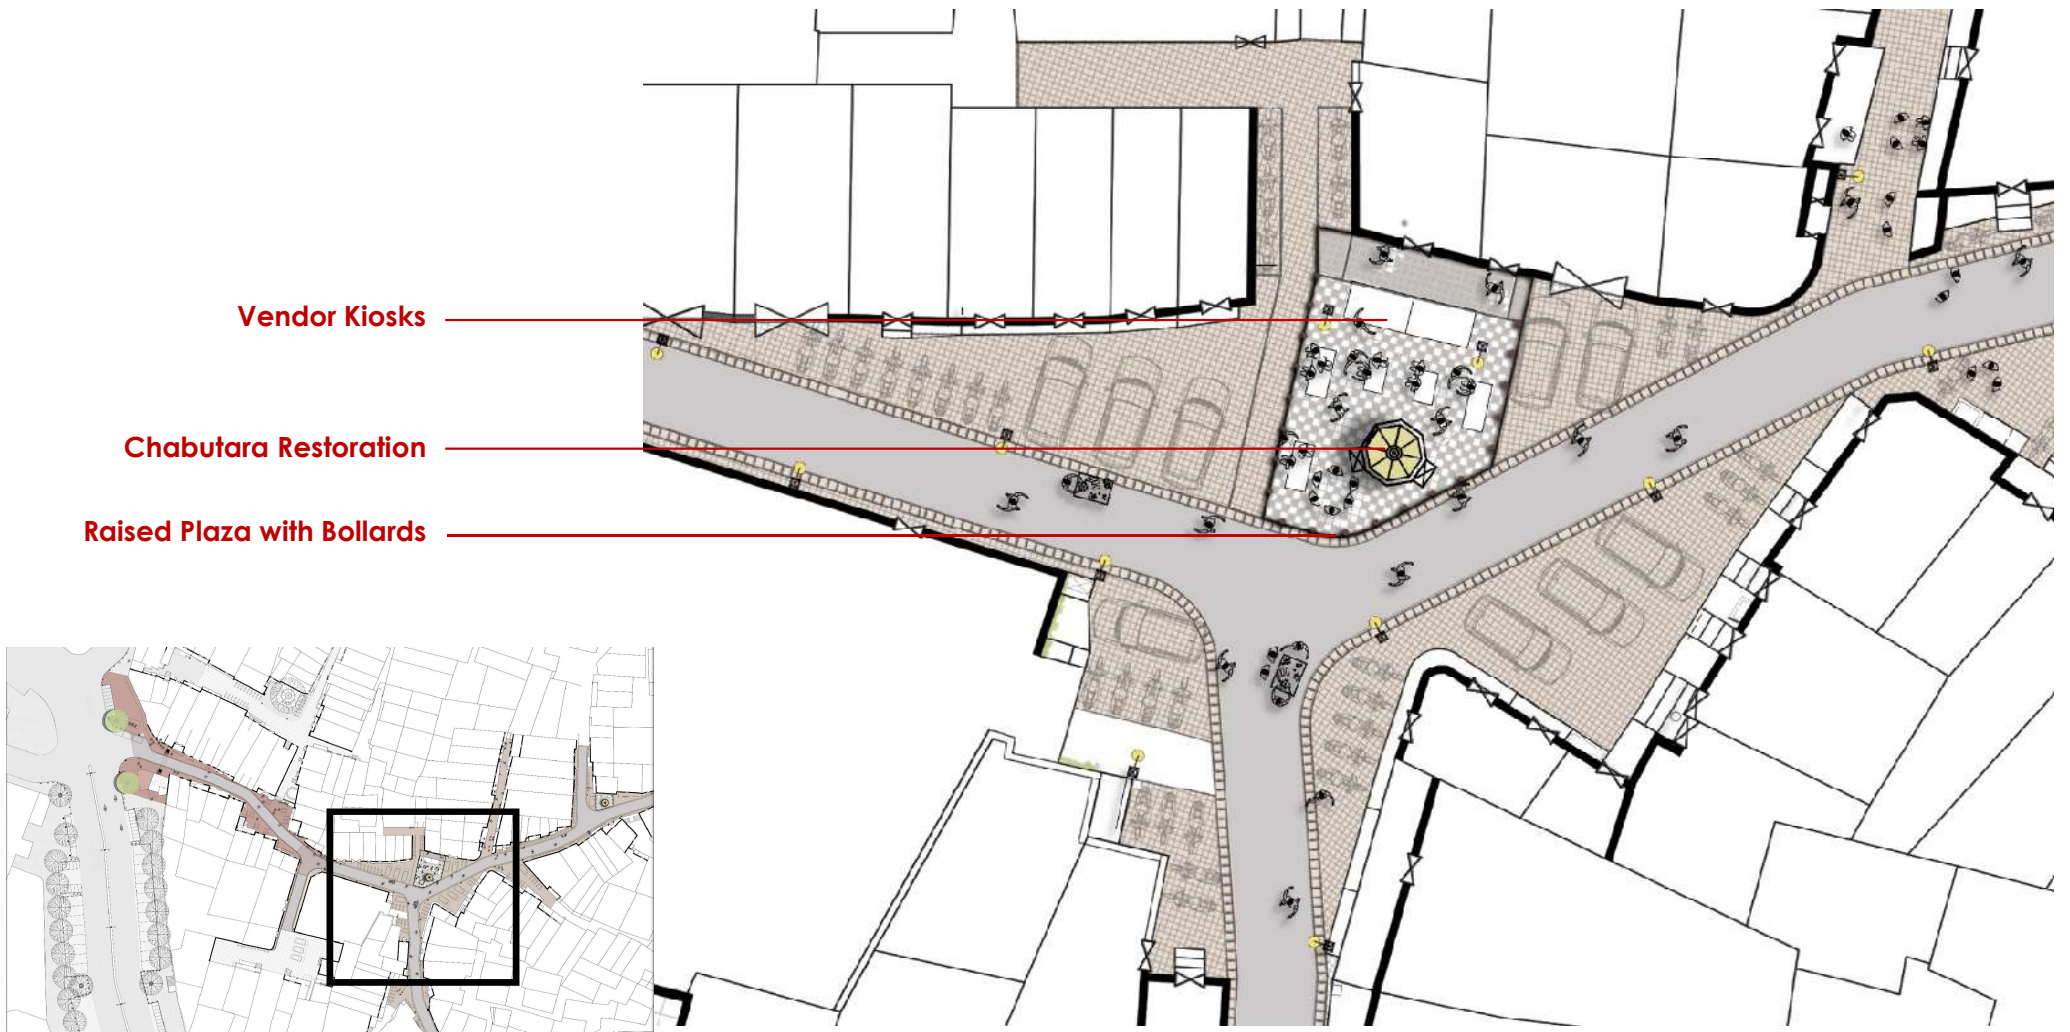 Vendor Kiosks
Chabutara Restoration
Raised Plaza with Bollards